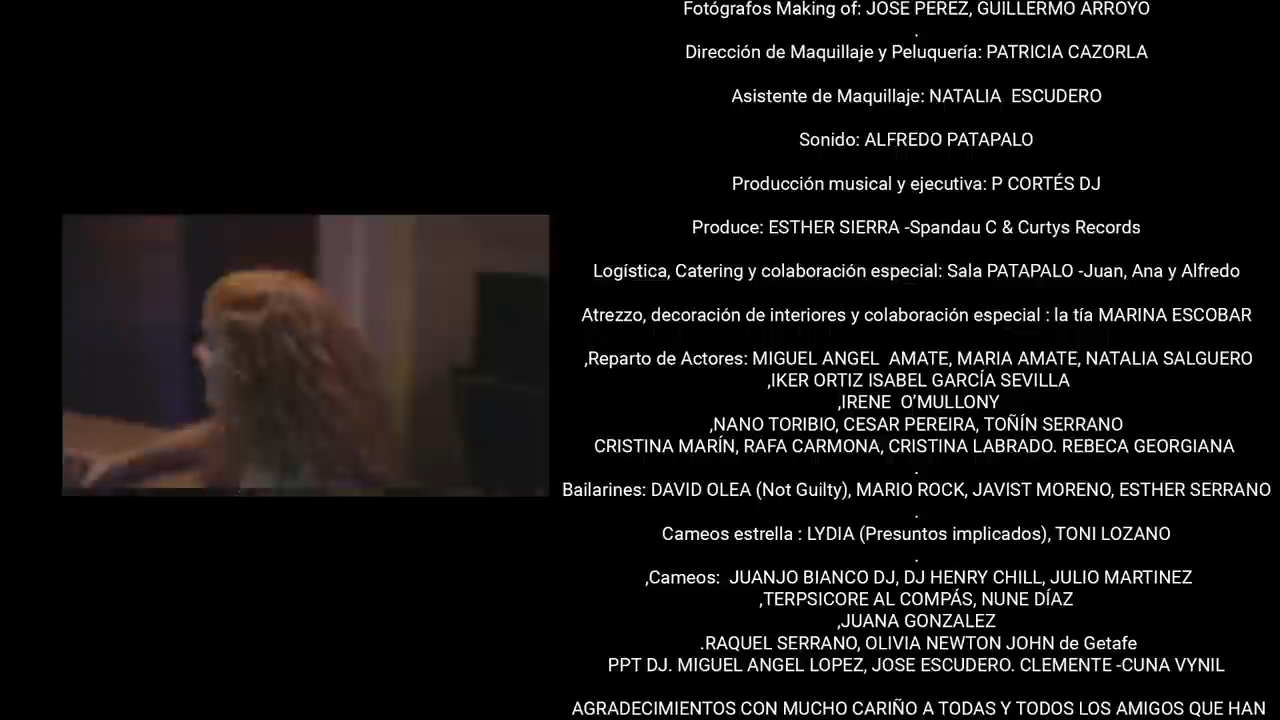 Fotógrafos Making of: JOSE PEREZ, GUILLERMO ARROYO
.
Dirección de Maquillaje y Peluquería: PATRICIA CAZORLA
Asistente de Maquillaje: NATALIA  ESCUDERO
Sonido: ALFREDO PATAPALO
Producción musical y ejecutiva: P CORTÉS DJ
Produce: ESTHER SIERRA -Spandau C & Curtys Records
Logística, Catering y colaboración especial: Sala PATAPALO -Juan, Ana y Alfredo
Atrezzo, decoración de interiores y colaboración especial : la tía MARINA ESCOBAR
,Reparto de Actores: MIGUEL ANGEL  AMATE, MARIA AMATE, NATALIA SALGUERO
,IKER ORTIZ ISABEL GARCÍA SEVILLA
,IRENE  O’MULLONY
,NANO TORIBIO, CESAR PEREIRA, TOÑÍN SERRANO
CRISTINA MARÍN, RAFA CARMONA, CRISTINA LABRADO. REBECA GEORGIANA
.
Bailarines: DAVID OLEA (Not Guilty), MARIO ROCK, JAVIST MORENO, ESTHER SERRANO
.
Cameos estrella : LYDIA (Presuntos implicados), TONI LOZANO
.
,Cameos:  JUANJO BIANCO DJ, DJ HENRY CHILL, JULIO MARTINEZ
,TERPSICORE AL COMPÁS, NUNE DÍAZ
,JUANA GONZALEZ
.RAQUEL SERRANO, OLIVIA NEWTON JOHN de Getafe
PPT DJ. MIGUEL ANGEL LOPEZ, JOSE ESCUDERO. CLEMENTE -CUNA VYNIL
AGRADECIMIENTOS CON MUCHO CARIÑO A TODAS Y TODOS LOS AMIGOS QUE HAN